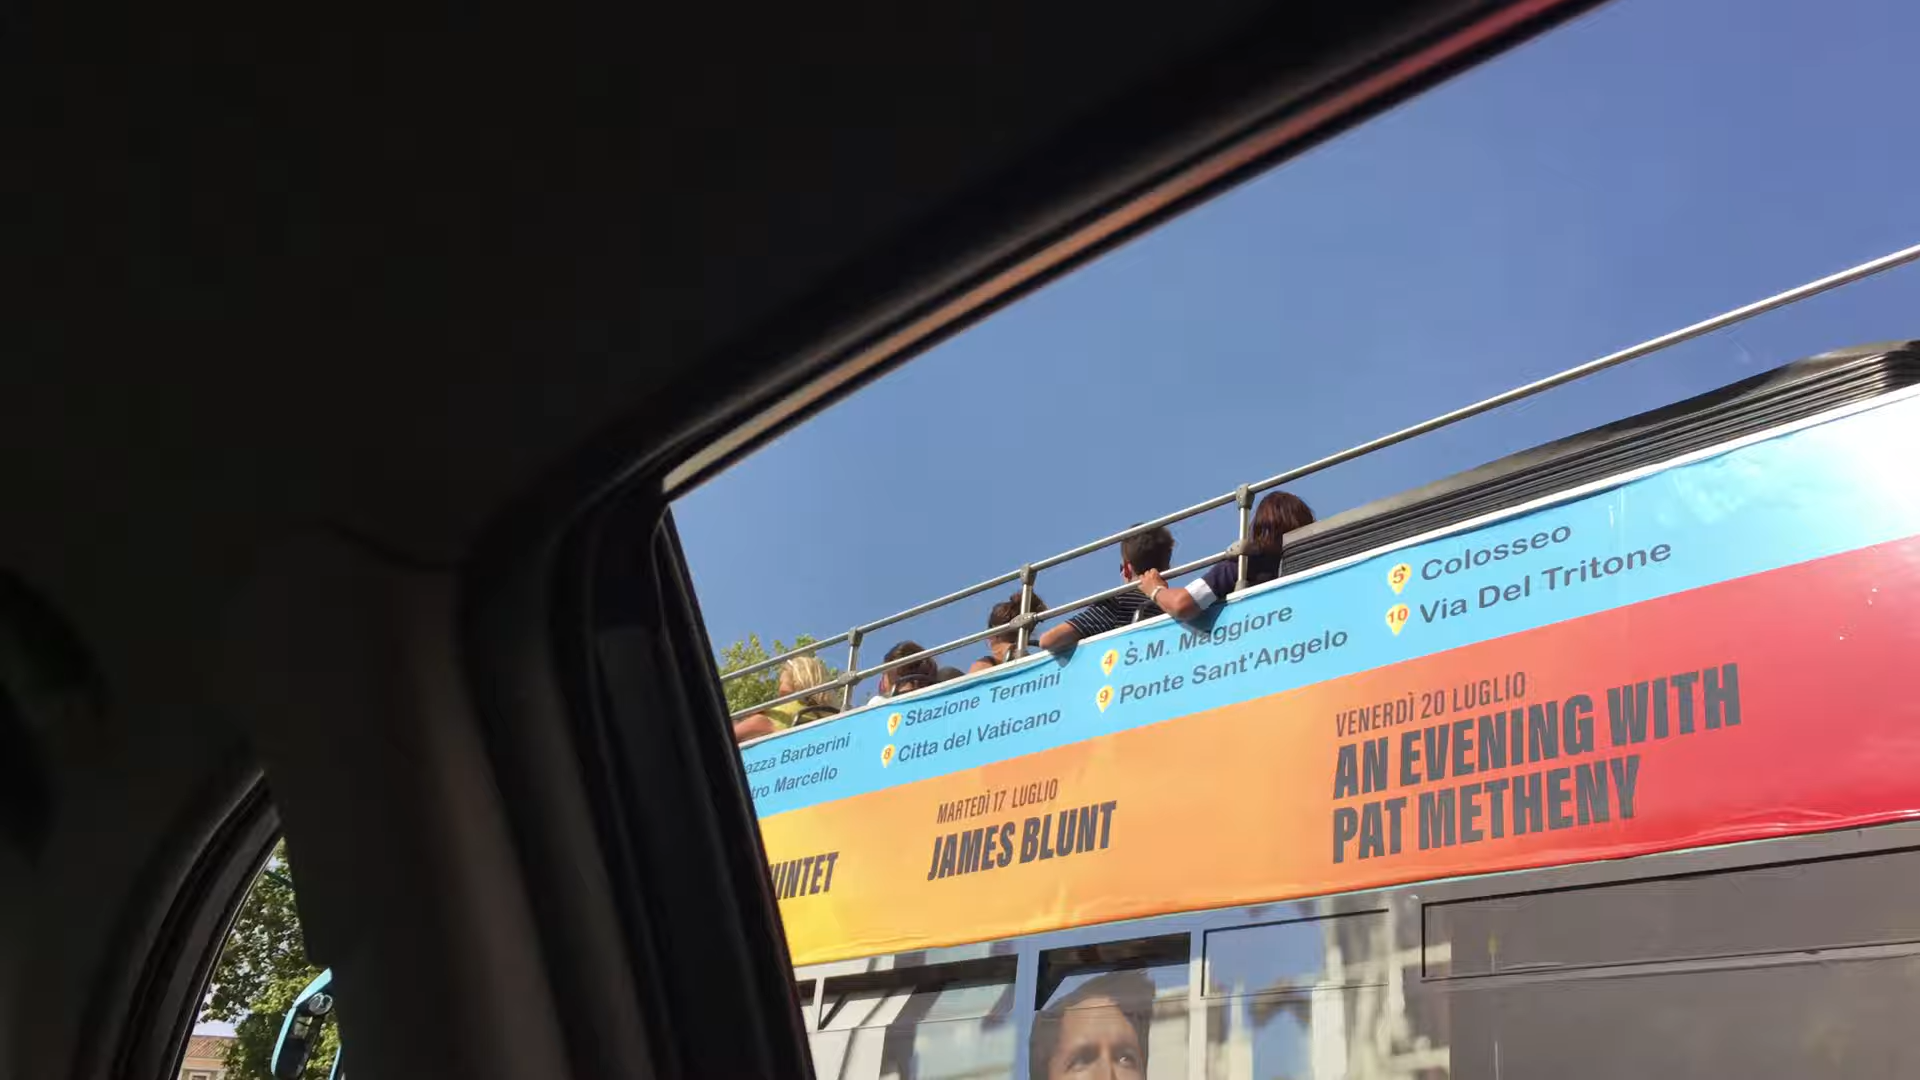 azza Barberini
tro Marcello
3 Stazione Termini
8 Citta del Vaticano
4 S.M. Maggiore
9 Ponte Sant'Angelo
5 Colosseo
10 Via Del Tritone
UINTET
MARTEDÌ 17 LUGLIO
JAMES BLUNT
VENERDÌ 20 LUGLIO
AN EVENING WITH
PAT METHENY